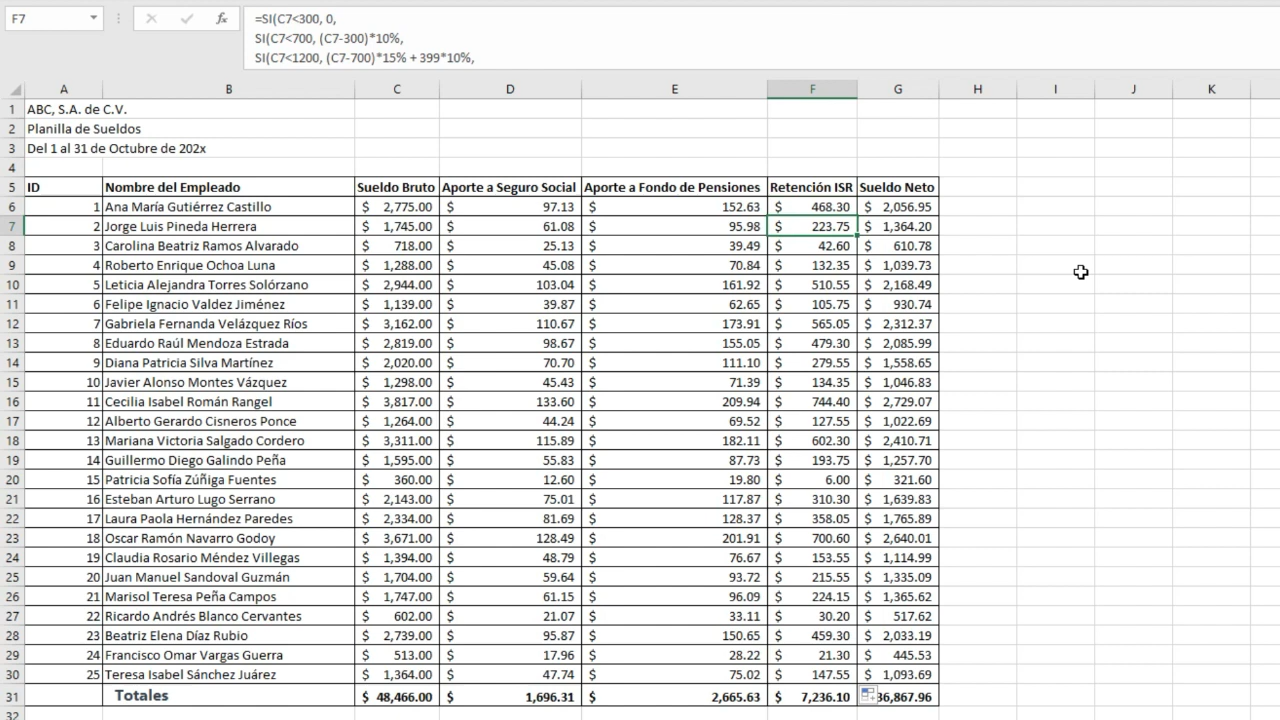 F7
fx
=SI(C7<300, 0,
SI(C7<700, (C7-300)*10%,
SI(C7<1200, (C7-700)*15% + 399*10%,
A B C D E F G H I J K
1 ABC, S.A. de C.V.
2 Planilla de Sueldos
3 Del 1 al 31 de Octubre de 202x
4
5 ID Nombre del Empleado Sueldo Bruto Aporte a Seguro Social Aporte a Fondo de Pensiones Retención ISR Sueldo Neto
6 1 Ana María Gutiérrez Castillo $ 2,775.00 $ 97.13 $ 152.63 $ 468.30 $ 2,056.95
7 2 Jorge Luis Pineda Herrera $ 1,745.00 $ 61.08 $ 95.98 $ 223.75 $ 1,364.20
8 3 Carolina Beatriz Ramos Alvarado $ 718.00 $ 25.13 $ 39.49 $ 42.60 $ 610.78
9 4 Roberto Enrique Ochoa Luna $ 1,288.00 $ 45.08 $ 70.84 $ 132.35 $ 1,039.73
10 5 Leticia Alejandra Torres Solórzano $ 2,944.00 $ 103.04 $ 161.92 $ 510.55 $ 2,168.49
11 6 Felipe Ignacio Valdez Jiménez $ 1,139.00 $ 39.87 $ 62.65 $ 105.75 $ 930.74
12 7 Gabriela Fernanda Velázquez Ríos $ 3,162.00 $ 110.67 $ 173.91 $ 565.05 $ 2,312.37
13 8 Eduardo Raúl Mendoza Estrada $ 2,819.00 $ 98.67 $ 155.05 $ 479.30 $ 2,085.99
14 9 Diana Patricia Silva Martínez $ 2,020.00 $ 70.70 $ 111.10 $ 279.55 $ 1,558.65
15 10 Javier Alonso Montes Vázquez $ 1,298.00 $ 45.43 $ 71.39 $ 134.35 $ 1,046.83
16 11 Cecilia Isabel Román Rangel $ 3,817.00 $ 133.60 $ 209.94 $ 744.40 $ 2,729.07
17 12 Alberto Gerardo Cisneros Ponce $ 1,264.00 $ 44.24 $ 69.52 $ 127.55 $ 1,022.69
18 13 Mariana Victoria Salgado Cordero $ 3,311.00 $ 115.89 $ 182.11 $ 602.30 $ 2,410.71
19 14 Guillermo Diego Galindo Peña $ 1,595.00 $ 55.83 $ 87.73 $ 193.75 $ 1,257.70
20 15 Patricia Sofía Zúñiga Fuentes $ 360.00 $ 12.60 $ 19.80 $ 6.00 $ 321.60
21 16 Esteban Arturo Lugo Serrano $ 2,143.00 $ 75.01 $ 117.87 $ 310.30 $ 1,639.83
22 17 Laura Paola Hernández Paredes $ 2,334.00 $ 81.69 $ 128.37 $ 358.05 $ 1,765.89
23 18 Oscar Ramón Navarro Godoy $ 3,671.00 $ 128.49 $ 201.91 $ 700.60 $ 2,640.01
24 19 Claudia Rosario Méndez Villegas $ 1,394.00 $ 48.79 $ 76.67 $ 153.55 $ 1,114.99
25 20 Juan Manuel Sandoval Guzmán $ 1,704.00 $ 59.64 $ 93.72 $ 215.55 $ 1,335.09
26 21 Marisol Teresa Peña Campos $ 1,747.00 $ 61.15 $ 96.09 $ 224.15 $ 1,365.62
27 22 Ricardo Andrés Blanco Cervantes $ 602.00 $ 21.07 $ 33.11 $ 30.20 $ 517.62
28 23 Beatriz Elena Díaz Rubio $ 2,739.00 $ 95.87 $ 150.65 $ 459.30 $ 2,033.19
29 24 Francisco Omar Vargas Guerra $ 513.00 $ 17.96 $ 28.22 $ 21.30 $ 445.53
30 25 Teresa Isabel Sánchez Juárez $ 1,364.00 $ 47.74 $ 75.02 $ 147.55 $ 1,093.69
31 Totales $ 48,466.00 $ 1,696.31 $ 2,665.63 $ 7,236.10 36,867.96
32